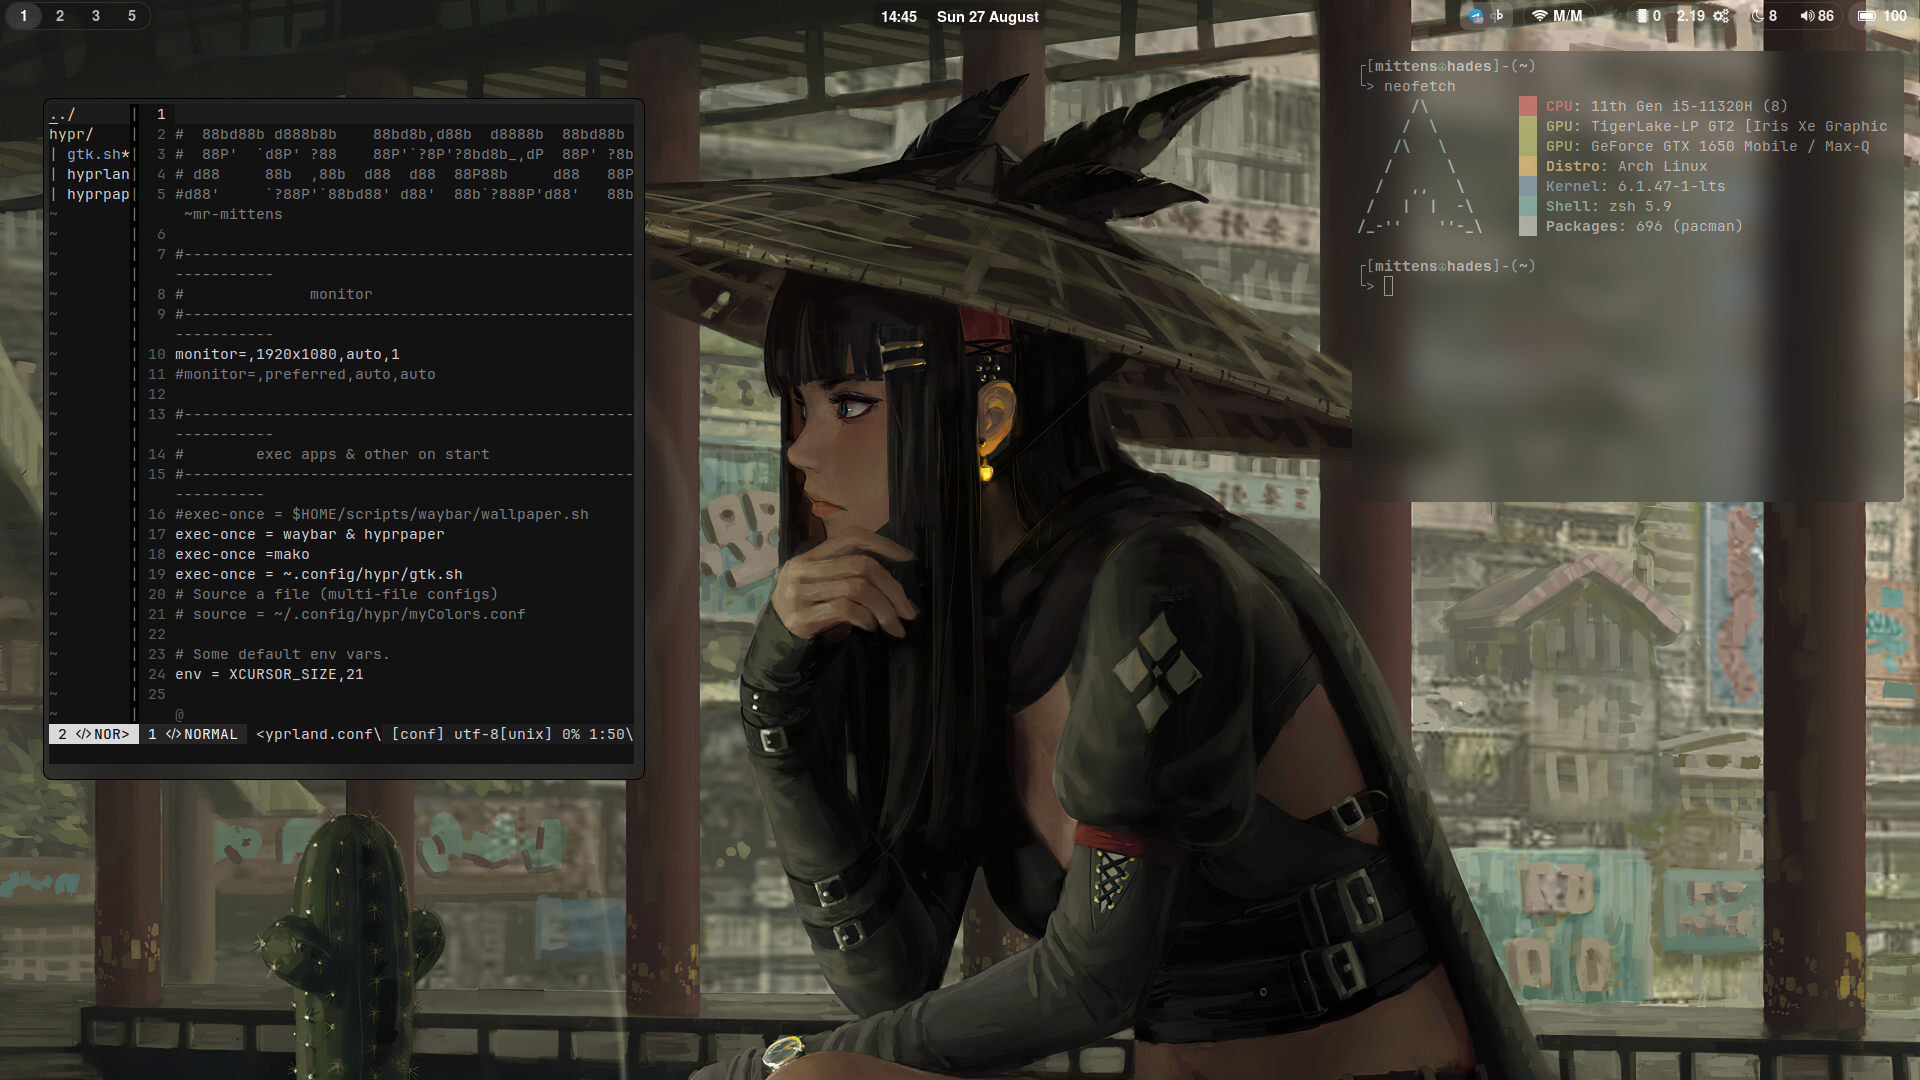 1 2 3 5
14:45 Sun 27 August
M/M 0 2.19 8 86 100
../
hypr/
| gtk.sh*
| hyprlan
| hyprpap
1
2 #  88bd88b d888b8b    88bd8b,d88b  d8888b  88bd88b
3 #  88P'  `d8P' ?88    88P'`?8P'?8bd8b_,dP  88P' ?8b
4 # d88     88b  ,88b  d88  d88  88P88b     d88   88P
5 #d88'     `?88P'`88bd88' d88'  88b`?888P'd88'   88b
~mr-mittens
6
7 #--------------------------------------------------
-----------
8 #              monitor
9 #--------------------------------------------------
-----------
10 monitor=,1920x1080,auto,1
11 #monitor=,preferred,auto,auto
12
13 #--------------------------------------------------
-----------
14 #        exec apps & other on start
15 #--------------------------------------------------
----------
16 #exec-once = $HOME/scripts/waybar/wallpaper.sh
17 exec-once = waybar & hyprpaper
18 exec-once =mako
19 exec-once = ~.config/hypr/gtk.sh
20 # Source a file (multi-file configs)
21 # source = ~/.config/hypr/myColors.conf
22
23 # Some default env vars.
24 env = XCURSOR_SIZE,21
25
@
2 </>NOR> 1 </>NORMAL <yprland.conf\ [conf] utf-8[unix] 0% 1:50\
┌[mittens☮hades]-(~)
└> neofetch
CPU: 11th Gen i5-11320H (8)
GPU: TigerLake-LP GT2 [Iris Xe Graphic
GPU: GeForce GTX 1650 Mobile / Max-Q
Distro: Arch Linux
Kernel: 6.1.47-1-lts
Shell: zsh 5.9
Packages: 696 (pacman)
┌[mittens☮hades]-(~)
└>